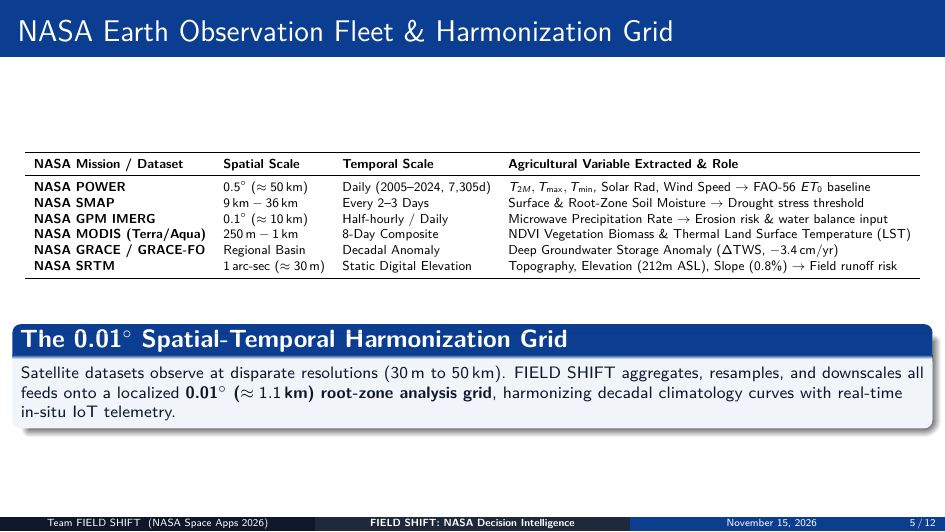 NASA Earth Observation Fleet & Harmonization Grid
NASA Mission / Dataset Spatial Scale Temporal Scale Agricultural Variable Extracted & Role
NASA POWER 0.5° (≈ 50 km) Daily (2005–2024, 7,305d) T₂M, Tmax, Tmin, Solar Rad, Wind Speed → FAO-56 ET₀ baseline
NASA SMAP 9 km − 36 km Every 2–3 Days Surface & Root-Zone Soil Moisture → Drought stress threshold
NASA GPM IMERG 0.1° (≈ 10 km) Half-hourly / Daily Microwave Precipitation Rate → Erosion risk & water balance input
NASA MODIS (Terra/Aqua) 250 m − 1 km 8-Day Composite NDVI Vegetation Biomass & Thermal Land Surface Temperature (LST)
NASA GRACE / GRACE-FO Regional Basin Decadal Anomaly Deep Groundwater Storage Anomaly (ΔTWS, −3.4 cm/yr)
NASA SRTM 1 arc-sec (≈ 30 m) Static Digital Elevation Topography, Elevation (212m ASL), Slope (0.8%) → Field runoff risk
The 0.01° Spatial-Temporal Harmonization Grid
Satellite datasets observe at disparate resolutions (30 m to 50 km). FIELD SHIFT aggregates, resamples, and downscales all
feeds onto a localized 0.01° (≈ 1.1 km) root-zone analysis grid, harmonizing decadal climatology curves with real-time
in-situ IoT telemetry.
Team FIELD SHIFT (NASA Space Apps 2026) FIELD SHIFT: NASA Decision Intelligence November 15, 2026 5 / 12